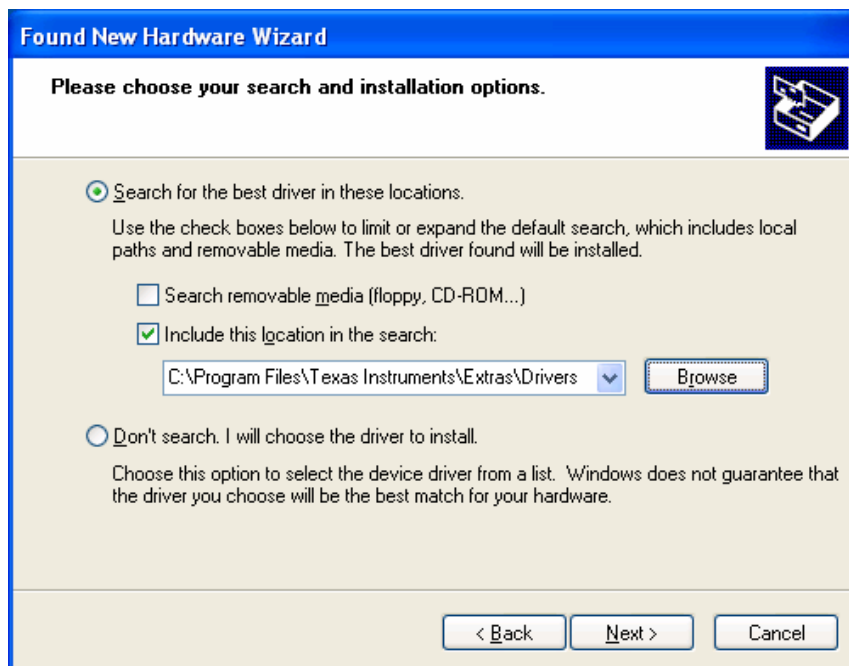 Found New Hardware Wizard
Please choose your search and installation options.
Search for the best driver in these locations.
Use the check boxes below to limit or expand the default search, which includes local
paths and removable media. The best driver found will be installed.
Search removable media (floppy, CD-ROM...)
Include this location in the search:
C:\Program Files\Texas Instruments\Extras\Drivers
Browse
Don't search. I will choose the driver to install.
Choose this option to select the device driver from a list. Windows does not guarantee that
the driver you choose will be the best match for your hardware.
< Back Next > Cancel